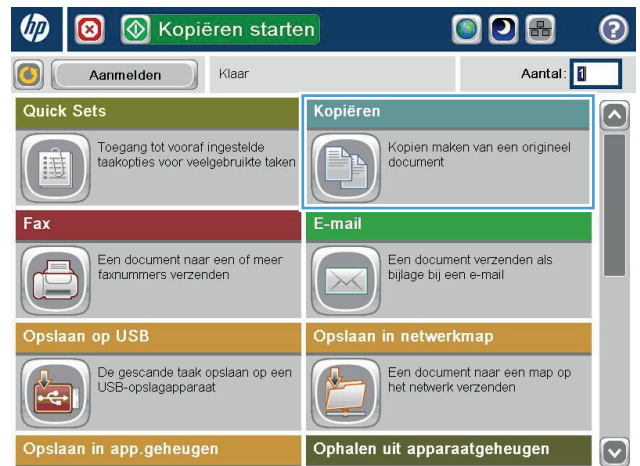 hp
Kopiëren starten
?
Aanmelden
Klaar
Aantal: 1
Quick Sets
Toegang tot vooraf ingestelde
taakopties voor veelgebruikte taken
Kopiëren
Kopien maken van een origineel
document
Fax
Een document naar een of meer
faxnummers verzenden
E-mail
Een document verzenden als
bijlage bij een e-mail
Opslaan op USB
De gescande taak opslaan op een
USB-opslagapparaat
Opslaan in netwerkmap
Een document naar een map op
het netwerk verzenden
Opslaan in app.geheugen
Ophalen uit apparaatgeheugen